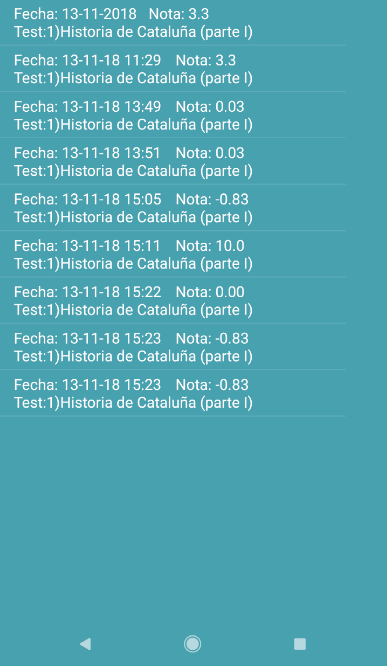 Fecha: 13-11-2018 Nota: 3.3
Test:1)Historia de Cataluña (parte I)
Fecha: 13-11-18 11:29 Nota: 3.3
Test:1)Historia de Cataluña (parte I)
Fecha: 13-11-18 13:49 Nota: 0.03
Test:1)Historia de Cataluña (parte I)
Fecha: 13-11-18 13:51 Nota: 0.03
Test:1)Historia de Cataluña (parte I)
Fecha: 13-11-18 15:05 Nota: -0.83
Test:1)Historia de Cataluña (parte I)
Fecha: 13-11-18 15:11 Nota: 10.0
Test:1)Historia de Cataluña (parte I)
Fecha: 13-11-18 15:22 Nota: 0.00
Test:1)Historia de Cataluña (parte I)
Fecha: 13-11-18 15:23 Nota: -0.83
Test:1)Historia de Cataluña (parte I)
Fecha: 13-11-18 15:23 Nota: -0.83
Test:1)Historia de Cataluña (parte I)